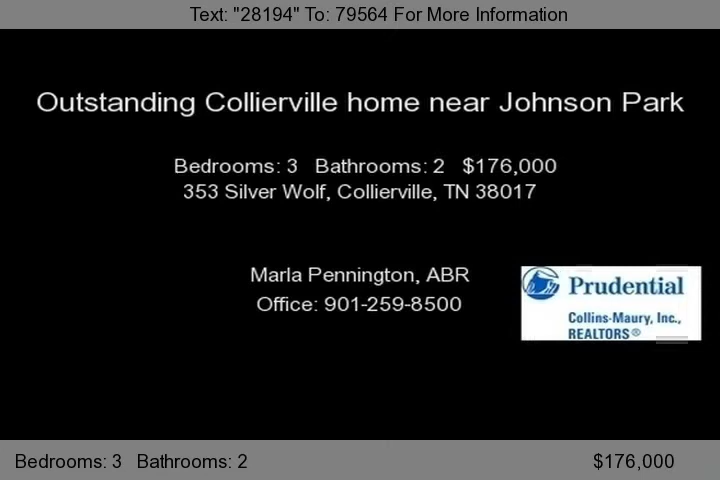 Text: "28194" To: 79564 For More Information
Outstanding Collierville home near Johnson Park
Bedrooms: 3 Bathrooms: 2 $176,000
353 Silver Wolf, Collierville, TN 38017
Marla Pennington, ABR
Office: 901-259-8500
Prudential
Collins-Maury, Inc.,
REALTORS®
Bedrooms: 3 Bathrooms: 2 $176,000